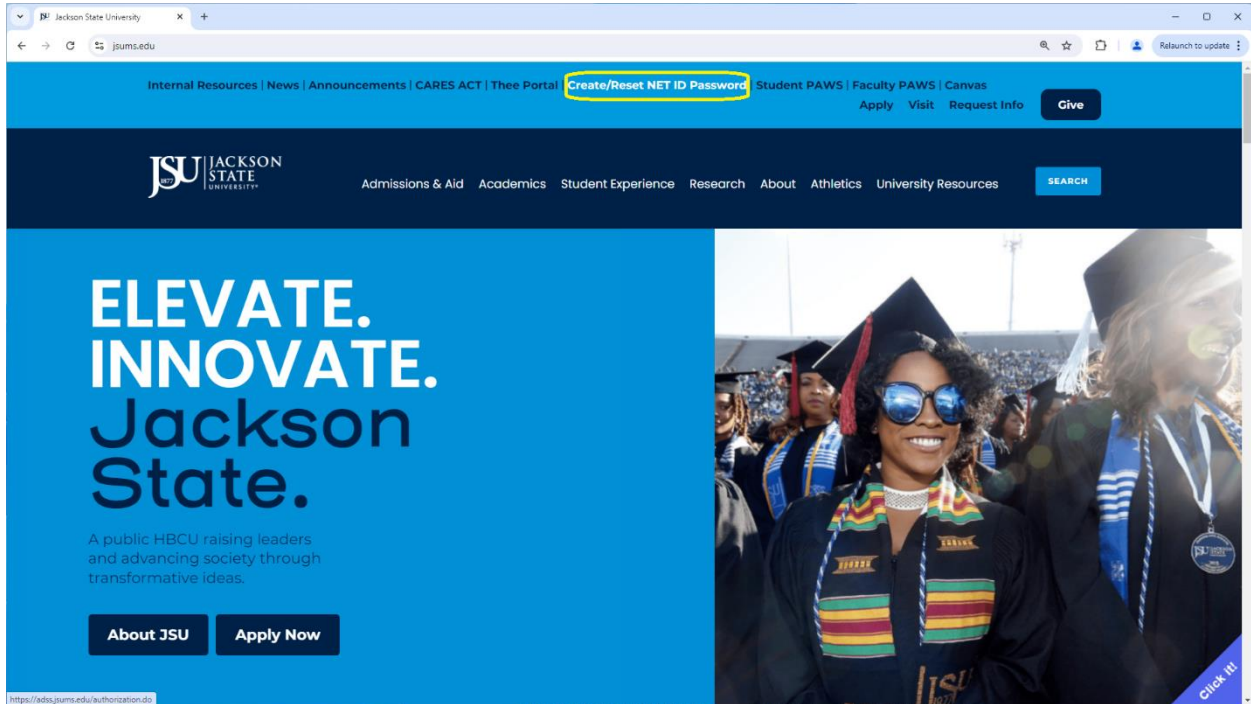 Jackson State University
jsums.edu
Relaunch to update
Internal Resources | News | Announcements | CARES ACT | Thee Portal | Create/Reset NET ID Password | Student PAWS | Faculty PAWS | Canvas
Apply Visit Request Info Give
JSU JACKSON STATE UNIVERSITY
1877
Admissions & Aid Academics Student Experience Research About Athletics University Resources SEARCH
ELEVATE.
INNOVATE.
Jackson
State.
A public HBCU raising leaders
and advancing society through
transformative ideas.
About JSU Apply Now
JSU
Click it!
https://adss.jsums.edu/authorization.do